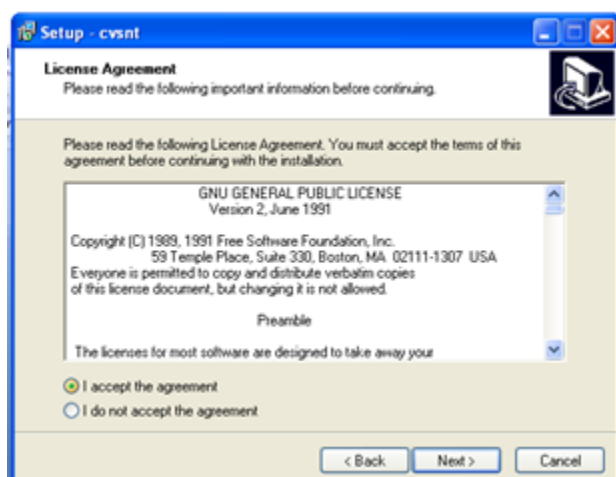 Setup - cvsnt
License Agreement
Please read the following important information before continuing.
Please read the following License Agreement. You must accept the terms of this
agreement before continuing with the installation.
GNU GENERAL PUBLIC LICENSE
Version 2, June 1991
Copyright (C) 1989, 1991 Free Software Foundation, Inc.
59 Temple Place, Suite 330, Boston, MA 02111-1307 USA
Everyone is permitted to copy and distribute verbatim copies
of this license document, but changing it is not allowed.
Preamble
The licenses for most software are designed to take away your
I accept the agreement
I do not accept the agreement
< Back Next > Cancel